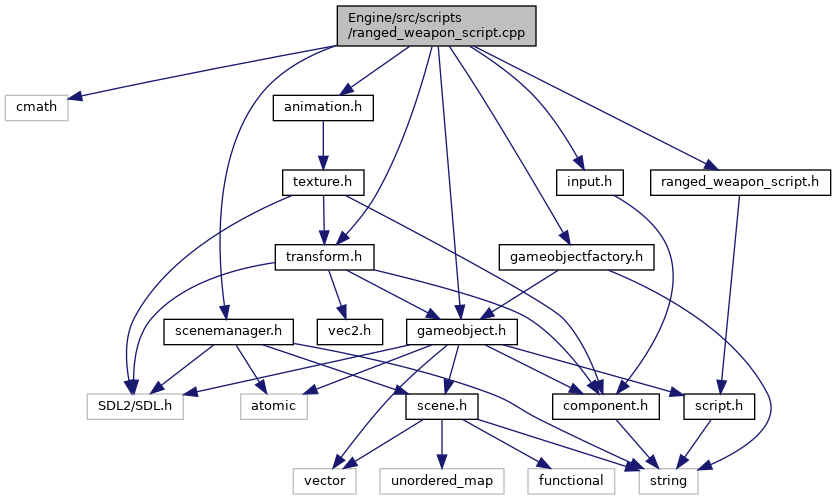 Engine/src/scripts
/ranged_weapon_script.cpp
cmath
animation.h
texture.h
input.h
ranged_weapon_script.h
transform.h
gameobjectfactory.h
scenemanager.h
vec2.h
gameobject.h
SDL2/SDL.h
atomic
scene.h
component.h
script.h
vector
unordered_map
functional
string